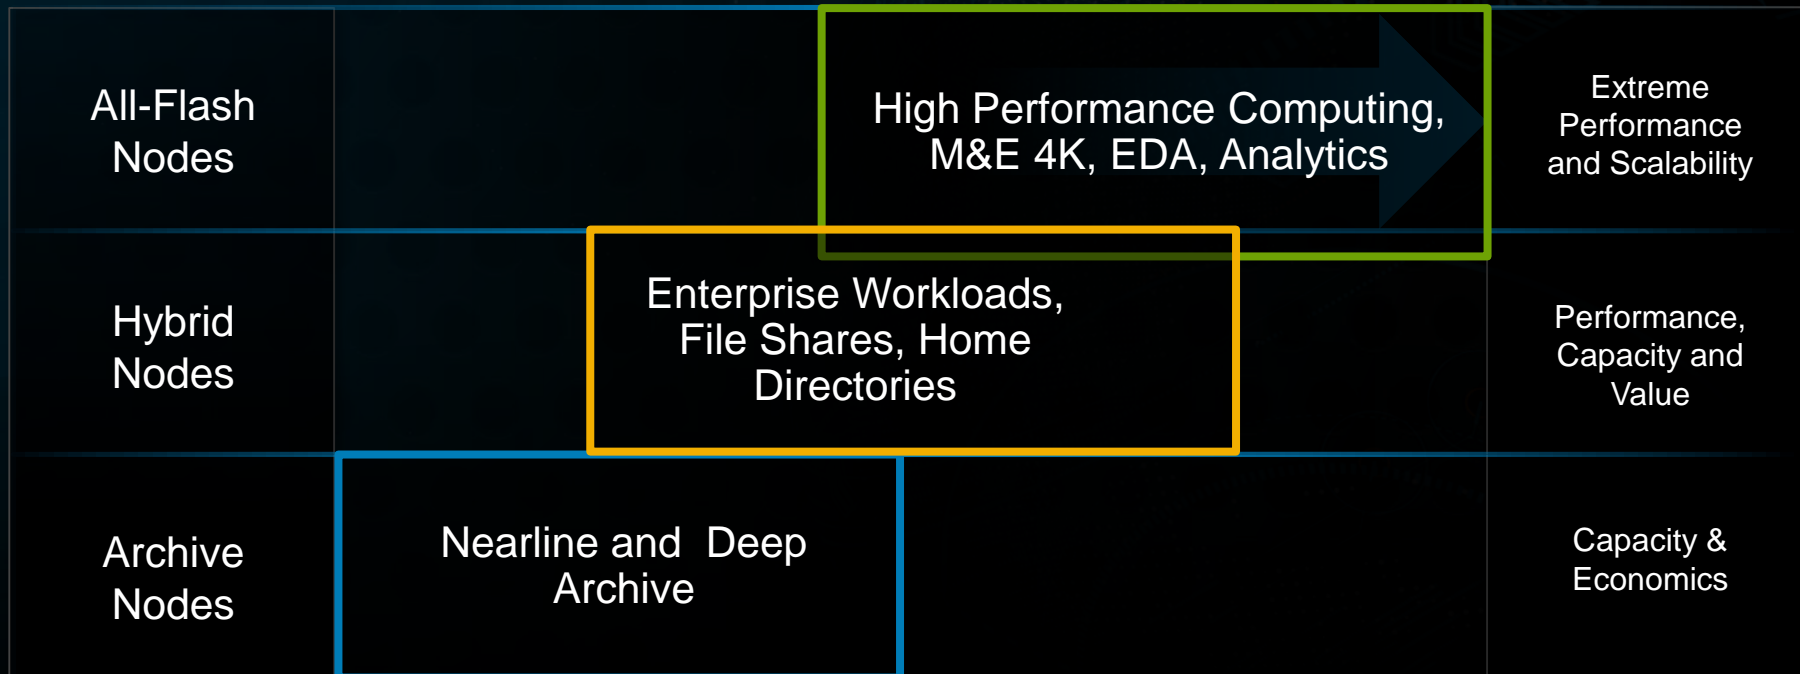 All-Flash
Nodes
High Performance Computing,
M&E 4K, EDA, Analytics
Extreme
Performance
and Scalability
Hybrid
Nodes
Enterprise Workloads,
File Shares, Home
Directories
Performance,
Capacity and
Value
Archive
Nodes
Nearline and  Deep
Archive
Capacity &
Economics